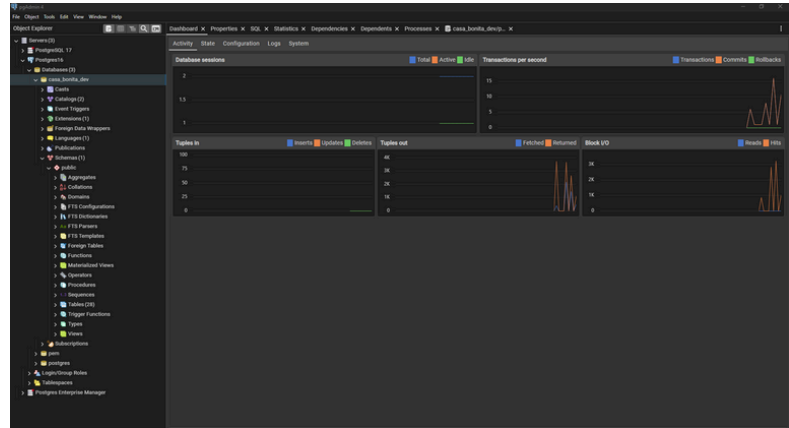 pgAdmin 4
File Object Tools Edit View Window Help
Object Explorer
Dashboard x Properties x SQL x Statistics x Dependencies x Dependents x Processes x casa_bonita_dev/p... x
Activity State Configuration Logs System
Servers (3)
PostgreSQL 17
Postgres16
Databases (3)
casa_bonita_dev
Casts
Catalogs (2)
Event Triggers
Extensions (1)
Foreign Data Wrappers
Languages (1)
Publications
Schemas (1)
public
Aggregates
Collations
Domains
FTS Configurations
FTS Dictionaries
FTS Parsers
FTS Templates
Foreign Tables
Functions
Materialized Views
Operators
Procedures
Sequences
Tables (28)
Trigger Functions
Types
Views
Subscriptions
pem
postgres
Login/Group Roles
Tablespaces
Postgres Enterprise Manager
Database sessions
Total Active Idle
2
1.5
1
Transactions per second
Transactions Commits Rollbacks
15
10
5
0
Tuples in
Inserts Updates Deletes
100
75
50
25
0
Tuples out
Fetched Returned
4K
3K
2K
1K
0
Block I/O
Reads Hits
3K
2K
1K
0